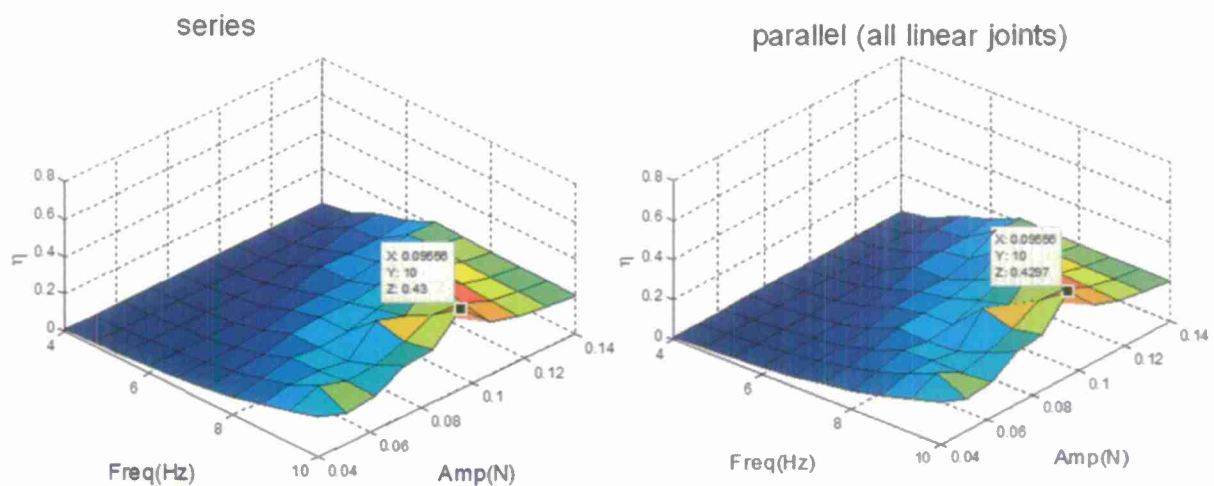 series
parallel (all linear joints)
0.8
0.6
0.4
0.2
0
η
X: 0.09556
Y: 10
Z: 0.43
4
6
8
10
0.04
0.06
0.08
0.1
0.12
0.14
Freq(Hz)
Amp(N)
0.8
0.6
0.4
0.2
0
η
X: 0.09556
Y: 10
Z: 0.4297
4
6
8
10
0.04
0.06
0.08
0.1
0.12
0.14
Freq(Hz)
Amp(N)